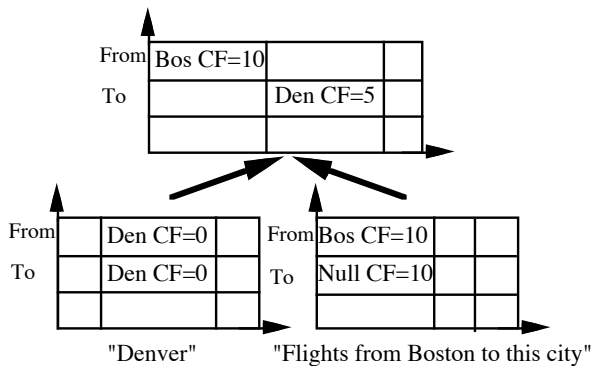 From Bos CF=10
To Den CF=5
From Den CF=0 From Bos CF=10
To Den CF=0 To Null CF=10
"Denver" "Flights from Boston to this city"